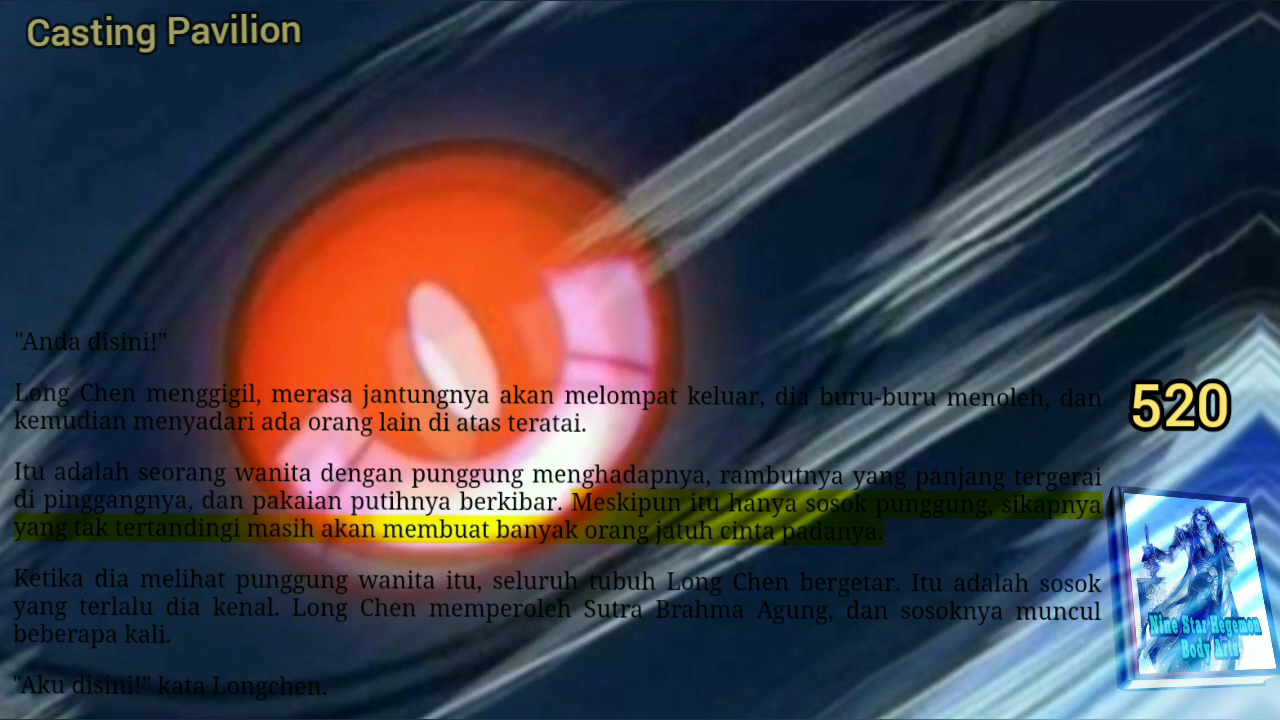 Casting Pavilion
"Anda disini!"
Long Chen menggigil, merasa jantungnya akan melompat keluar, dia buru-buru menoleh, dan
kemudian menyadari ada orang lain di atas teratai.
Itu adalah seorang wanita dengan punggung menghadapnya, rambutnya yang panjang tergerai
di pinggangnya, dan pakaian putihnya berkibar. Meskipun itu hanya sosok punggung, sikapnya
yang tak tertandingi masih akan membuat banyak orang jatuh cinta padanya.
Ketika dia melihat punggung wanita itu, seluruh tubuh Long Chen bergetar. Itu adalah sosok
yang terlalu dia kenal. Long Chen memperoleh Sutra Brahma Agung, dan sosoknya muncul
beberapa kali.
"Aku disini!" kata Longchen.
520
Nine Star Hegemon
Body Arts